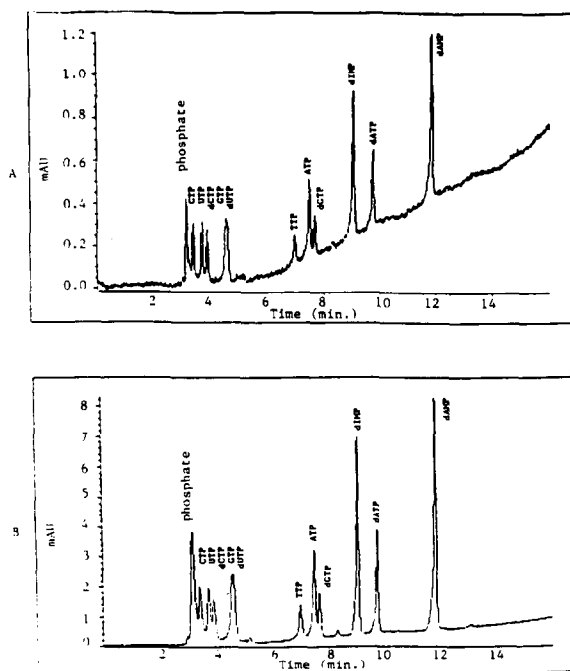 A
mAU
1.2
1.0
0.8
0.6
0.4
0.2
0.0
phosphate
CTP
UTP
dCTP
GTP
dUTP
TTP
ATP
dGTP
dIMP
dATP
dAMP
2 4 6 8 10 12 14
Time (min.)
B
mAU
8
7
6
5
4
3
2
1
0
phosphate
CTP
UTP
dCTP
GTP
dUTP
TTP
ATP
dGTP
dIMP
dATP
dAMP
2 4 6 8 10 12 14
Time (min.)